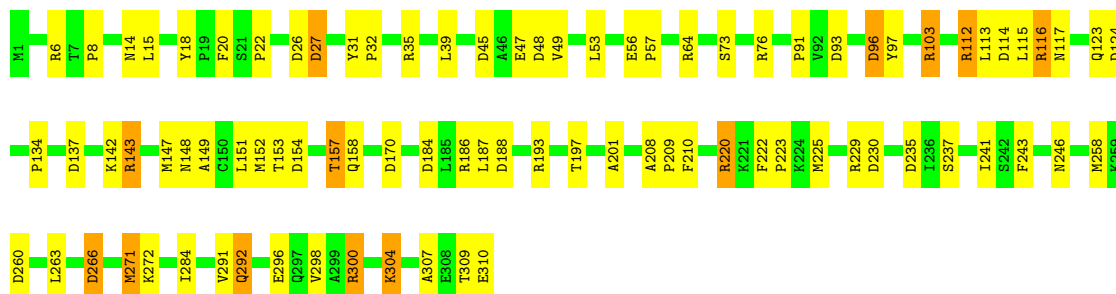 M1 R6 T7 P8 N14 L15 Y18 P19 F20 S21 P22 D26 D27 Y31 P32 R35 L39 D45 A46 E47 D48 V49 L53 E56 P57 R64 S73 R76 P91 V92 D93 D96 Y97 R103 R112 L113 D114 L115 R116 N117 Q123
P134 D137 K142 R143 M147 N148 A149 C150 L151 M152 T153 D154 T157 Q158 D170 D184 L185 R186 L187 D188 R193 T197 A201 A208 P209 F210 R220 K221 F222 P223 K224 M225 R229 D230 D235 I236 S237 I241 S242 F243 N246 M258 K259
D260 L263 D266 M271 K272 I284 V291 Q292 E296 Q297 V298 A299 R300 K304 A307 E308 T309 E310